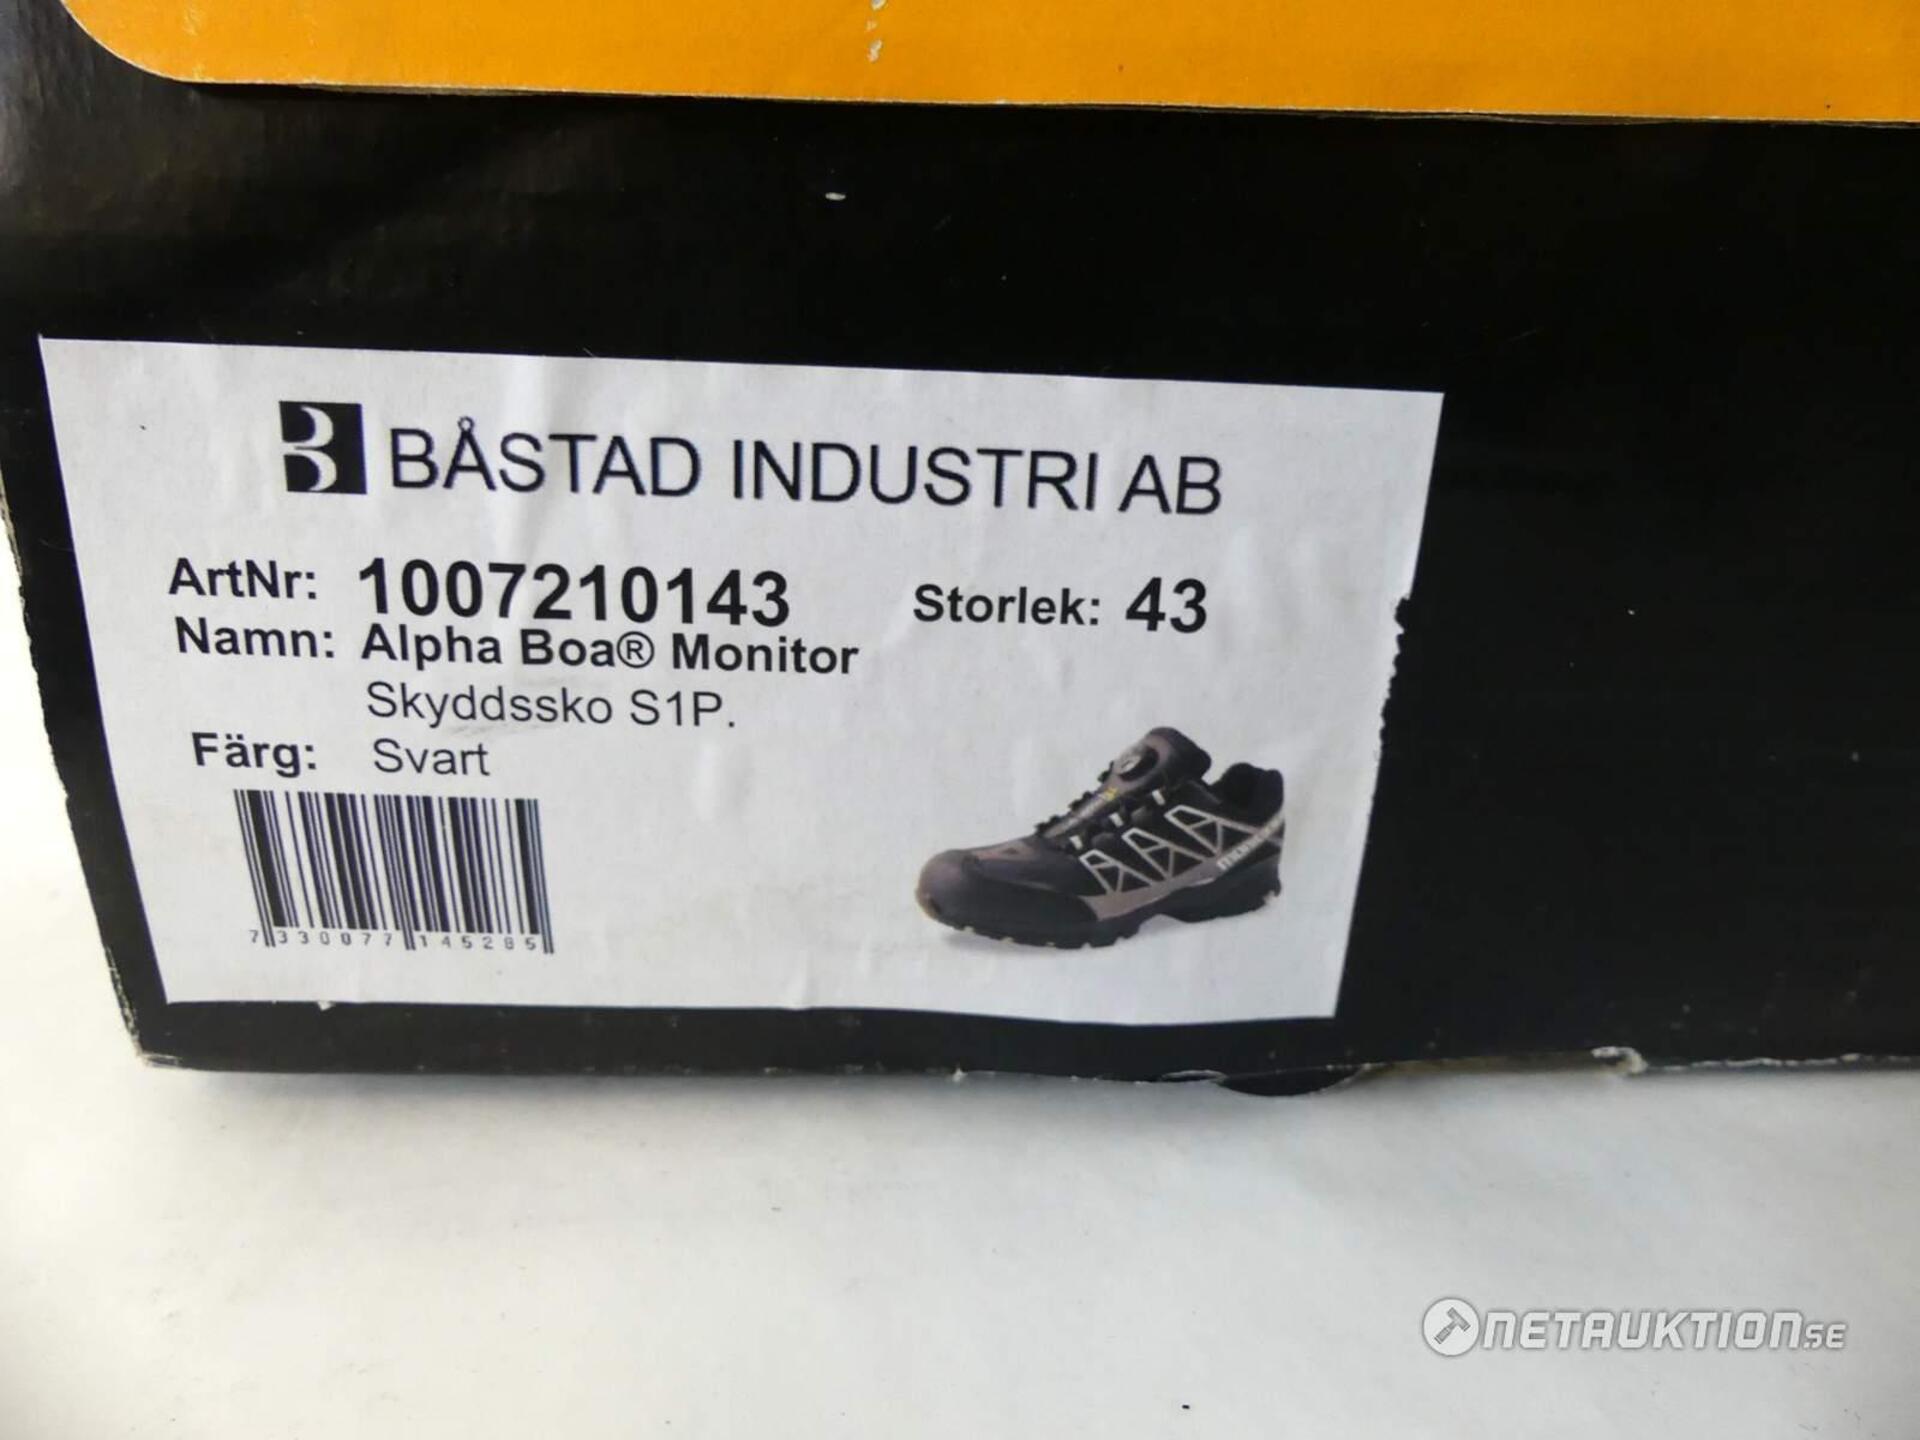 BÅSTAD INDUSTRI AB
ArtNr: 1007210143 Storlek: 43
Namn: Alpha Boa® Monitor
Skyddssko S1P.
Färg: Svart
7330077145285
NETAUKTION.SE